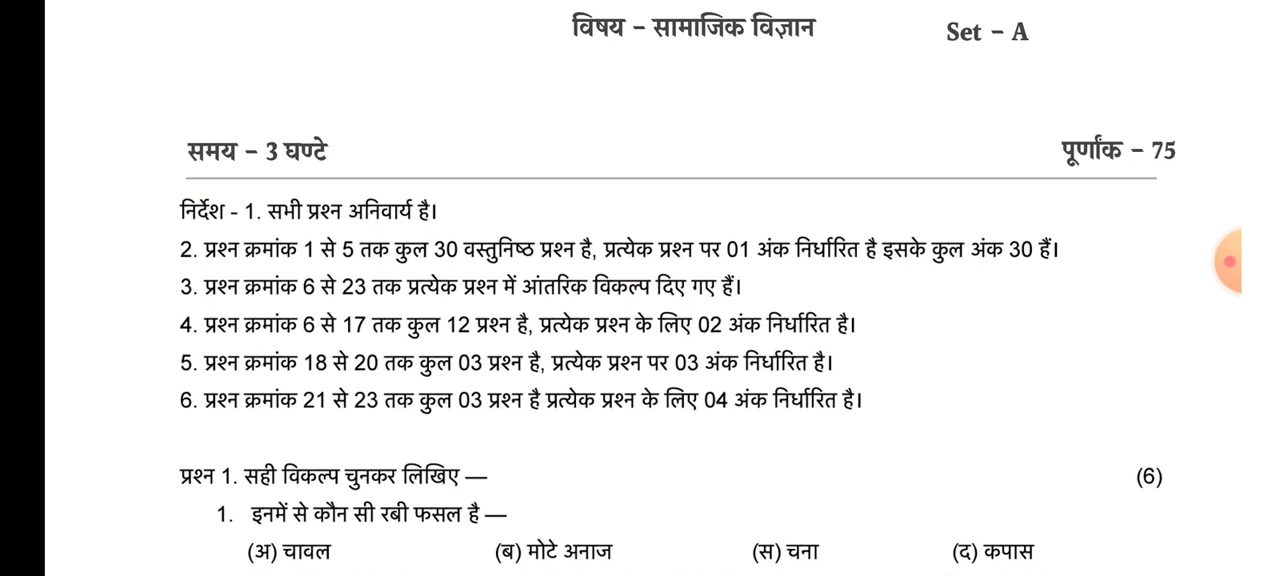 विषय – सामाजिक विज्ञान Set – A
समय – 3 घण्टे पूर्णांक – 75
निर्देश - 1. सभी प्रश्न अनिवार्य है।
2. प्रश्न क्रमांक 1 से 5 तक कुल 30 वस्तुनिष्ठ प्रश्न है, प्रत्येक प्रश्न पर 01 अंक निर्धारित है इसके कुल अंक 30 हैं।
3. प्रश्न क्रमांक 6 से 23 तक प्रत्येक प्रश्न में आंतरिक विकल्प दिए गए हैं।
4. प्रश्न क्रमांक 6 से 17 तक कुल 12 प्रश्न है, प्रत्येक प्रश्न के लिए 02 अंक निर्धारित है।
5. प्रश्न क्रमांक 18 से 20 तक कुल 03 प्रश्न है, प्रत्येक प्रश्न पर 03 अंक निर्धारित है।
6. प्रश्न क्रमांक 21 से 23 तक कुल 03 प्रश्न है प्रत्येक प्रश्न के लिए 04 अंक निर्धारित है।
प्रश्न 1. सही विकल्प चुनकर लिखिए — (6)
1. इनमें से कौन सी रबी फसल है —
(अ) चावल (ब) मोटे अनाज (स) चना (द) कपास